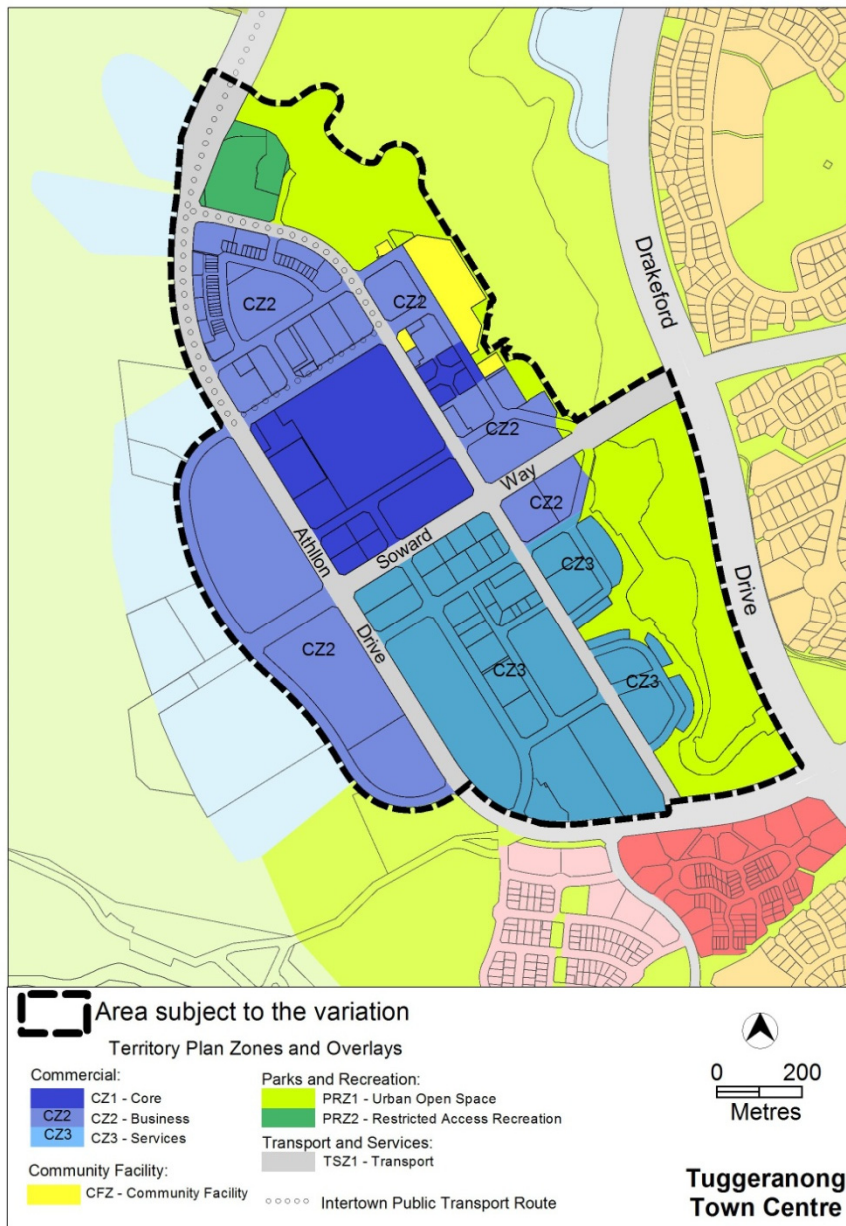 Drakeford
CZ2
CZ2
CZ2
Way
CZ2
Athllon
Soward
CZ3
Drive
CZ2
Drive
CZ3
CZ3
Area subject to the variation
Territory Plan Zones and Overlays
Commercial:
CZ1 - Core
CZ2 CZ2 - Business
CZ3 CZ3 - Services
Community Facility:
CFZ - Community Facility
Parks and Recreation:
PRZ1 - Urban Open Space
PRZ2 - Restricted Access Recreation
Transport and Services:
TSZ1 - Transport
Intertown Public Transport Route
0 200
Metres
Tuggeranong
Town Centre